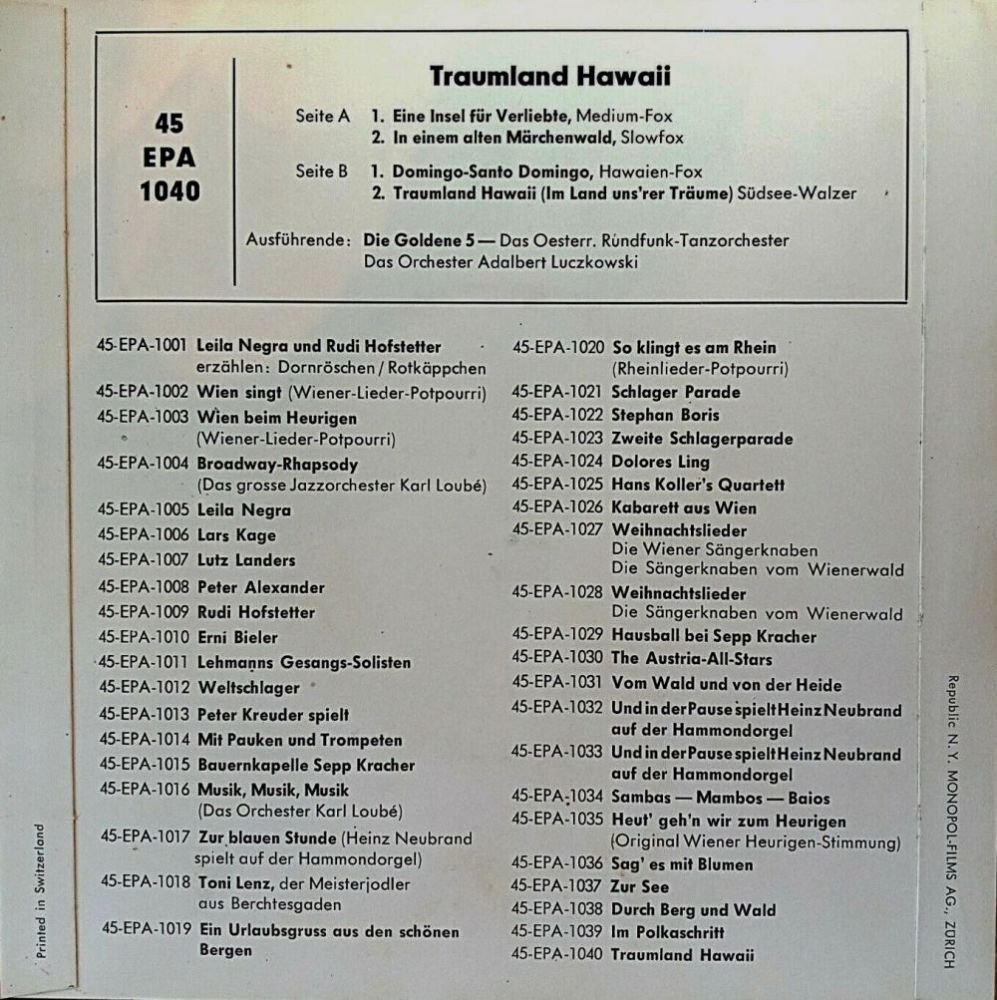 45
EPA
1040
Traumland Hawaii
Seite A 1. Eine Insel für Verliebte, Medium-Fox
2. In einem alten Märchenwald, Slowfox
Seite B 1. Domingo-Santo Domingo, Hawaien-Fox
2. Traumland Hawaii (Im Land uns'rer Träume) Südsee-Walzer
Ausführende: Die Goldene 5 — Das Oesterr. Rundfunk-Tanzorchester
Das Orchester Adalbert Luczkowski
45-EPA-1001 Leila Negra und Rudi Hofstetter
erzählen: Dornröschen / Rotkäppchen
45-EPA-1002 Wien singt (Wiener-Lieder-Potpourri)
45-EPA-1003 Wien beim Heurigen
(Wiener-Lieder-Potpourri)
45-EPA-1004 Broadway-Rhapsody
(Das grosse Jazzorchester Karl Loubé)
45-EPA-1005 Leila Negra
45-EPA-1006 Lars Kage
45-EPA-1007 Lutz Landers
45-EPA-1008 Peter Alexander
45-EPA-1009 Rudi Hofstetter
45-EPA-1010 Erni Bieler
45-EPA-1011 Lehmanns Gesangs-Solisten
45-EPA-1012 Weltschlager
45-EPA-1013 Peter Kreuder spielt
45-EPA-1014 Mit Pauken und Trompeten
45-EPA-1015 Bauernkapelle Sepp Kracher
45-EPA-1016 Musik, Musik, Musik
(Das Orchester Karl Loubé)
45-EPA-1017 Zur blauen Stunde (Heinz Neubrand
spielt auf der Hammondorgel)
45-EPA-1018 Toni Lenz, der Meisterjodler
aus Berchtesgaden
45-EPA-1019 Ein Urlaubsgruss aus den schönen
Bergen
45-EPA-1020 So klingt es am Rhein
(Rheinlieder-Potpourri)
45-EPA-1021 Schlager Parade
45-EPA-1022 Stephan Boris
45-EPA-1023 Zweite Schlagerparade
45-EPA-1024 Dolores Ling
45-EPA-1025 Hans Koller's Quartett
45-EPA-1026 Kabarett aus Wien
45-EPA-1027 Weihnachtslieder
Die Wiener Sängerknaben
Die Sängerknaben vom Wienerwald
45-EPA-1028 Weihnachtslieder
Die Sängerknaben vom Wienerwald
45-EPA-1029 Hausball bei Sepp Kracher
45-EPA-1030 The Austria-All-Stars
45-EPA-1031 Vom Wald und von der Heide
45-EPA-1032 Und in der Pause spielt Heinz Neubrand
auf der Hammondorgel
45-EPA-1033 Und in der Pause spielt Heinz Neubrand
auf der Hammondorgel
45-EPA-1034 Sambas — Mambos — Baios
45-EPA-1035 Heut' geh'n wir zum Heurigen
(Original Wiener Heurigen-Stimmung)
45-EPA-1036 Sag' es mit Blumen
45-EPA-1037 Zur See
45-EPA-1038 Durch Berg und Wald
45-EPA-1039 Im Polkaschritt
45-EPA-1040 Traumland Hawaii
Printed in Switzerland
Republic N. Y. MONOPOL-FILMS AG., ZÜRICH